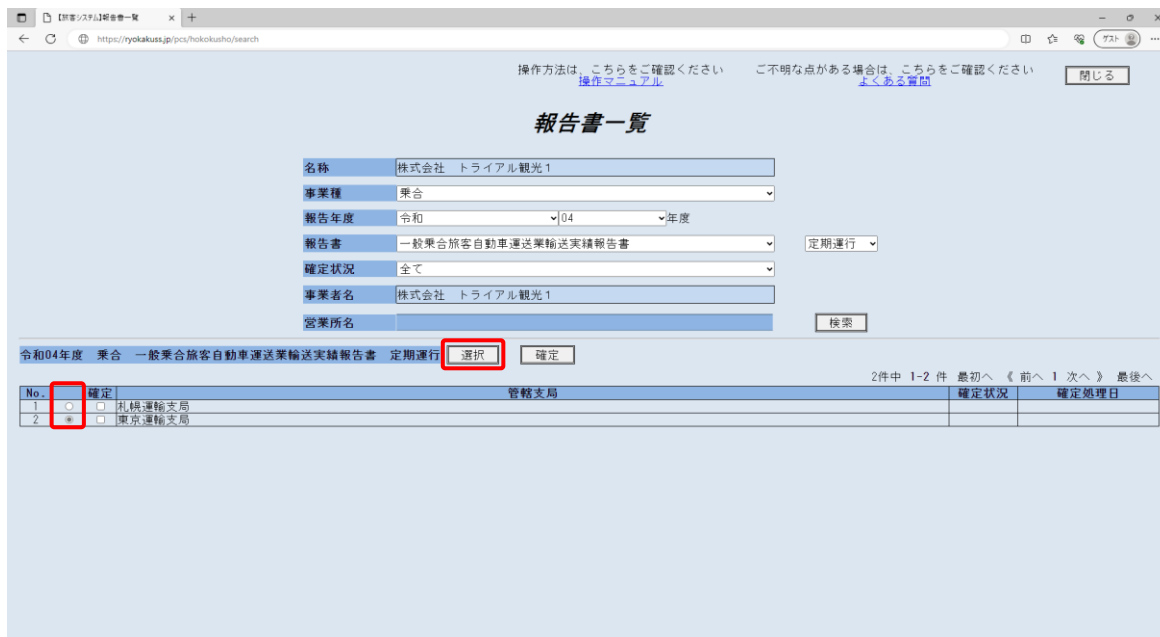 【旅客システム】報告書一覧
https://ryokakuss.jp/pcs/hokokusho/search
ゲスト
操作方法は、こちらをご確認ください ご不明な点がある場合は、こちらをご確認ください
操作マニュアル よくある質問 閉じる
報告書一覧
名称 株式会社 トライアル観光1
事業種 乗合
報告年度 令和 04 年度
報告書 一般乗合旅客自動車運送業輸送実績報告書 定期運行
確定状況 全て
事業者名 株式会社 トライアル観光1
営業所名 検索
令和04年度 乗合 一般乗合旅客自動車運送業輸送実績報告書 定期運行 選択 確定
2件中 1-2 件 最初へ 《 前へ 1 次へ 》 最後へ
No. 確定 管轄支局 確定状況 確定処理日
1 札幌運輸支局
2 東京運輸支局